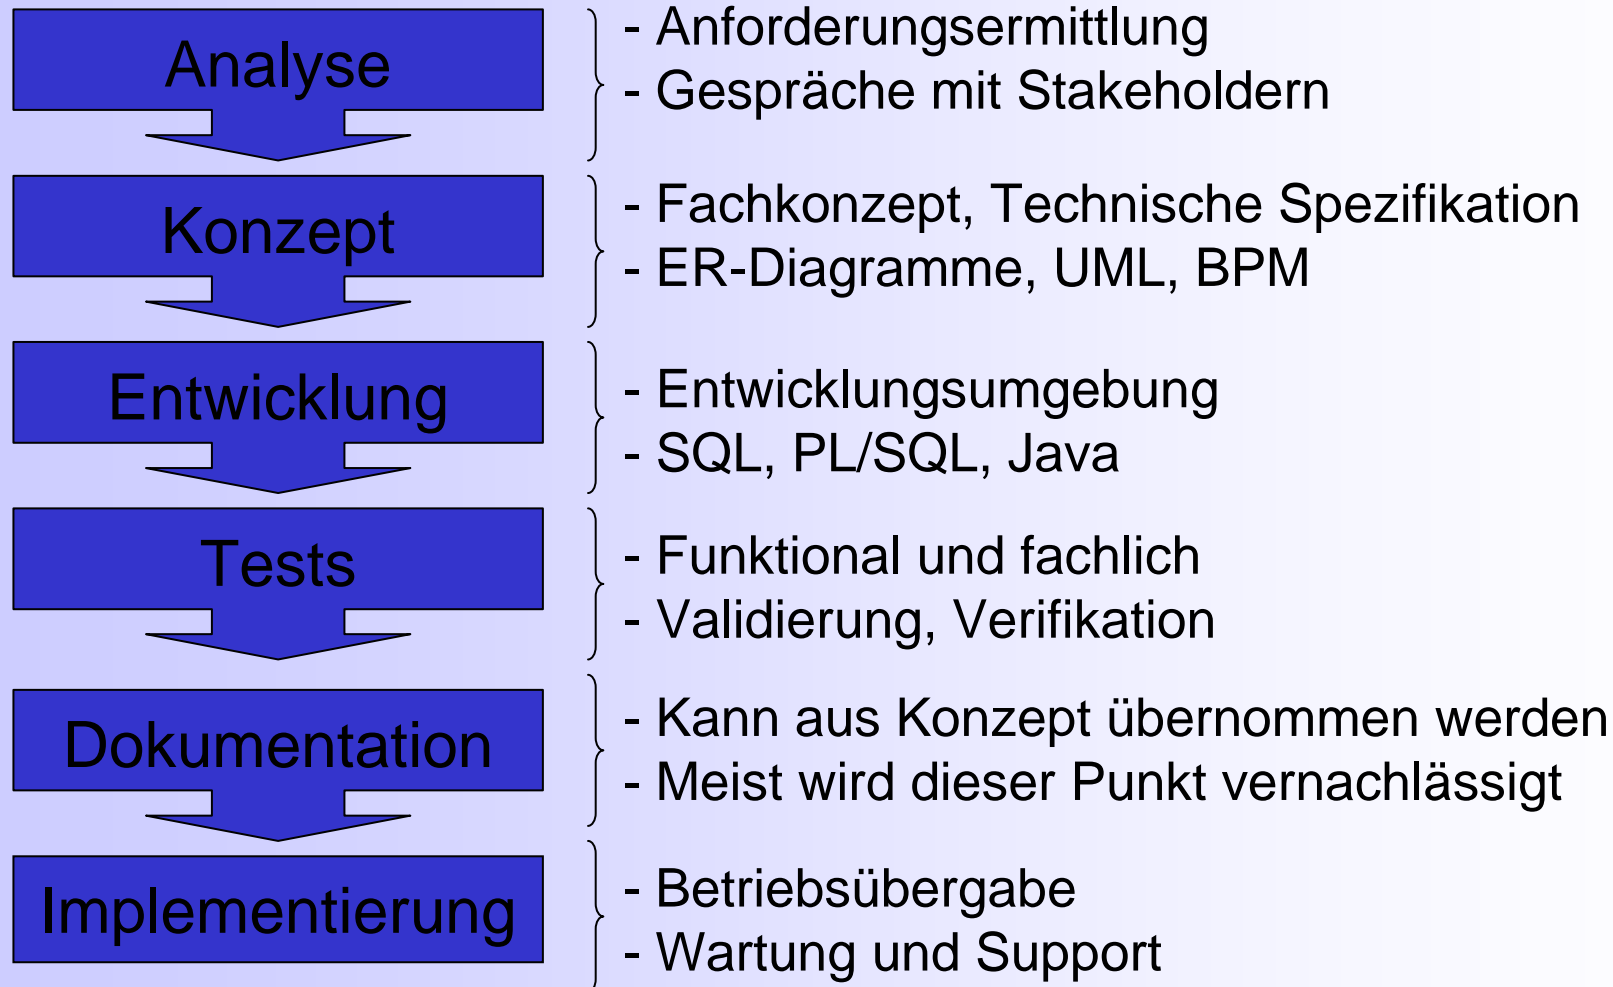 Analyse
- Anforderungsermittlung
- Gespräche mit Stakeholdern
Konzept
- Fachkonzept, Technische Spezifikation
- ER-Diagramme, UML, BPM
Entwicklung
- Entwicklungsumgebung
- SQL, PL/SQL, Java
Tests
- Funktional und fachlich
- Validierung, Verifikation
Dokumentation
- Kann aus Konzept übernommen werden
- Meist wird dieser Punkt vernachlässigt
Implementierung
- Betriebsübergabe
- Wartung und Support